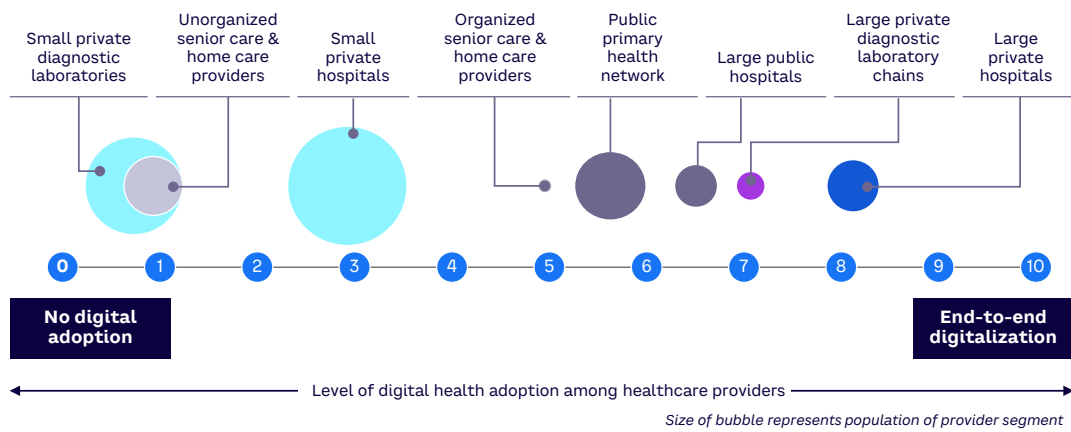 Small private
diagnostic
laboratories
Unorganized
senior care &
home care
providers
Small
private
hospitals
Organized
senior care &
home care
providers
Public
primary
health
network
Large public
hospitals
Large private
diagnostic
laboratory
chains
Large
private
hospitals
0 1 2 3 4 5 6 7 8 9 10
No digital
adoption
End-to-end
digitalization
Level of digital health adoption among healthcare providers
Size of bubble represents population of provider segment